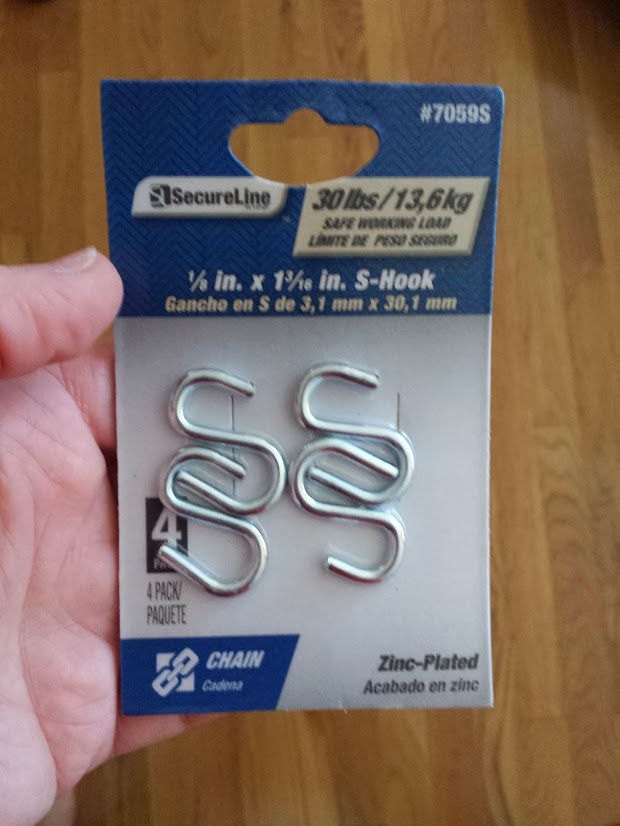 #7059S
SL SecureLine
30 lbs/13,6 kg
SAFE WORKING LOAD
LÍMITE DE PESO SEGURO
1/8 in. x 1 3/16 in. S-Hook
Gancho en S de 3,1 mm x 30,1 mm
4
4 PACK/
PAQUETE
CHAIN
Cadena
Zinc-Plated
Acabado en zinc